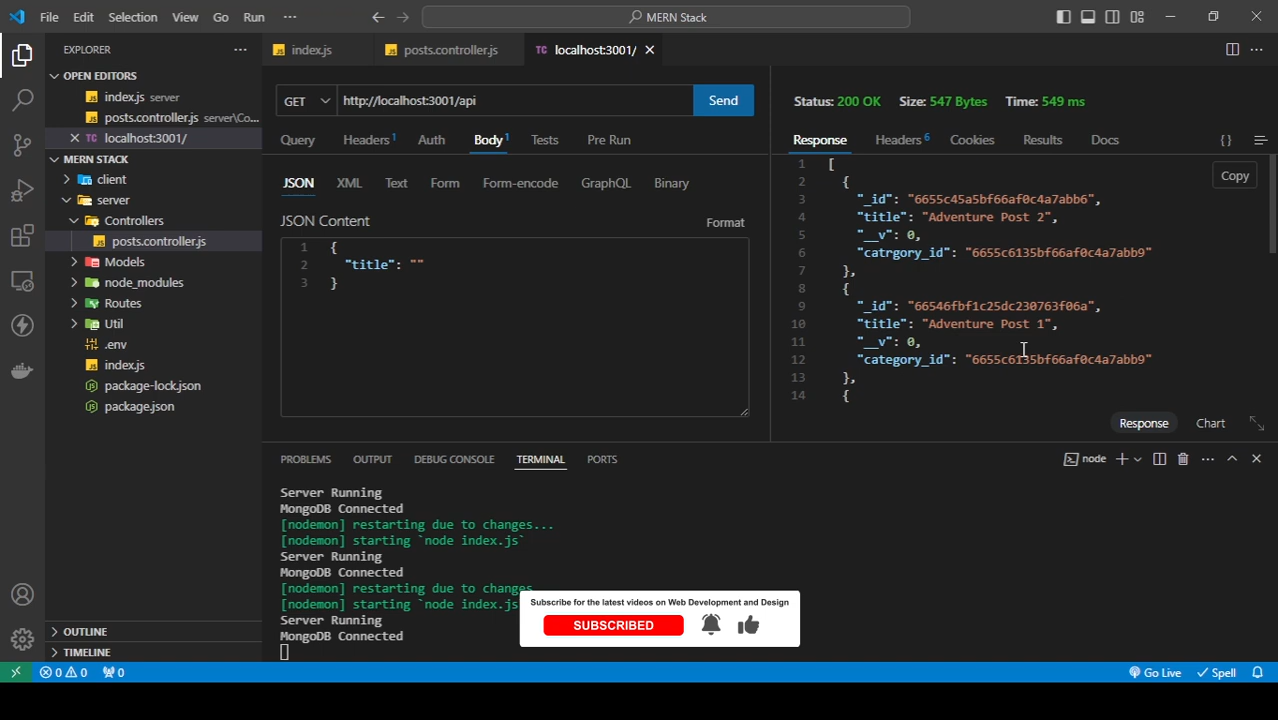 File Edit Selection View Go Run ··· MERN Stack
EXPLORER ···
index.js
posts.controller.js
TC localhost:3001/
OPEN EDITORS
index.js server
posts.controller.js server\Co...
TC localhost:3001/
MERN STACK
client
server
Controllers
posts.controller.js
Models
node_modules
Routes
Util
.env
index.js
package-lock.json
package.json
OUTLINE
TIMELINE
GET http://localhost:3001/api Send
Query Headers 1 Auth Body 1 Tests Pre Run
JSON XML Text Form Form-encode GraphQL Binary
JSON Content Format
1 {
2 "title": ""
3 }
Status: 200 OK Size: 547 Bytes Time: 549 ms
Response Headers 6 Cookies Results Docs { }
Copy
1 [
2 {
3 "_id": "6655c45a5bf66af0c4a7abb6",
4 "title": "Adventure Post 2",
5 "__v": 0,
6 "catrgory_id": "6655c6135bf66af0c4a7abb9"
7 },
8 {
9 "_id": "66546fbf1c25dc230763f06a",
10 "title": "Adventure Post 1",
11 "__v": 0,
12 "category_id": "6655c6135bf66af0c4a7abb9"
13 },
14 {
Response Chart
PROBLEMS OUTPUT DEBUG CONSOLE TERMINAL PORTS node
Server Running
MongoDB Connected
[nodemon] restarting due to changes...
[nodemon] starting `node index.js`
Server Running
MongoDB Connected
[nodemon] restarting due to changes
[nodemon] starting `node index.js
Server Running
MongoDB Connected
Subscribe for the latest videos on Web Development and Design
SUBSCRIBED
0 0 0 Go Live Spell